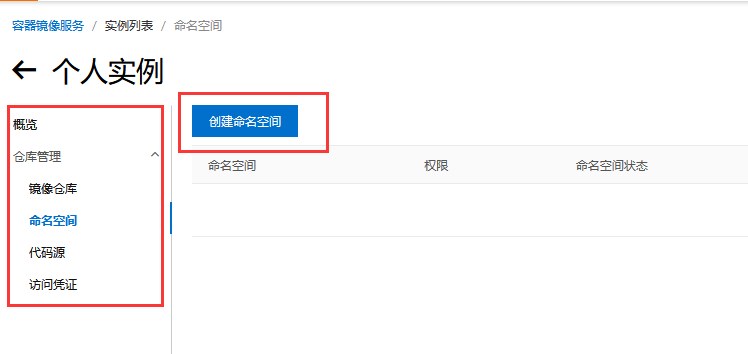 容器镜像服务 / 实例列表 / 命名空间
← 个人实例
概览
仓库管理
镜像仓库
命名空间
代码源
访问凭证
创建命名空间
命名空间 权限 命名空间状态